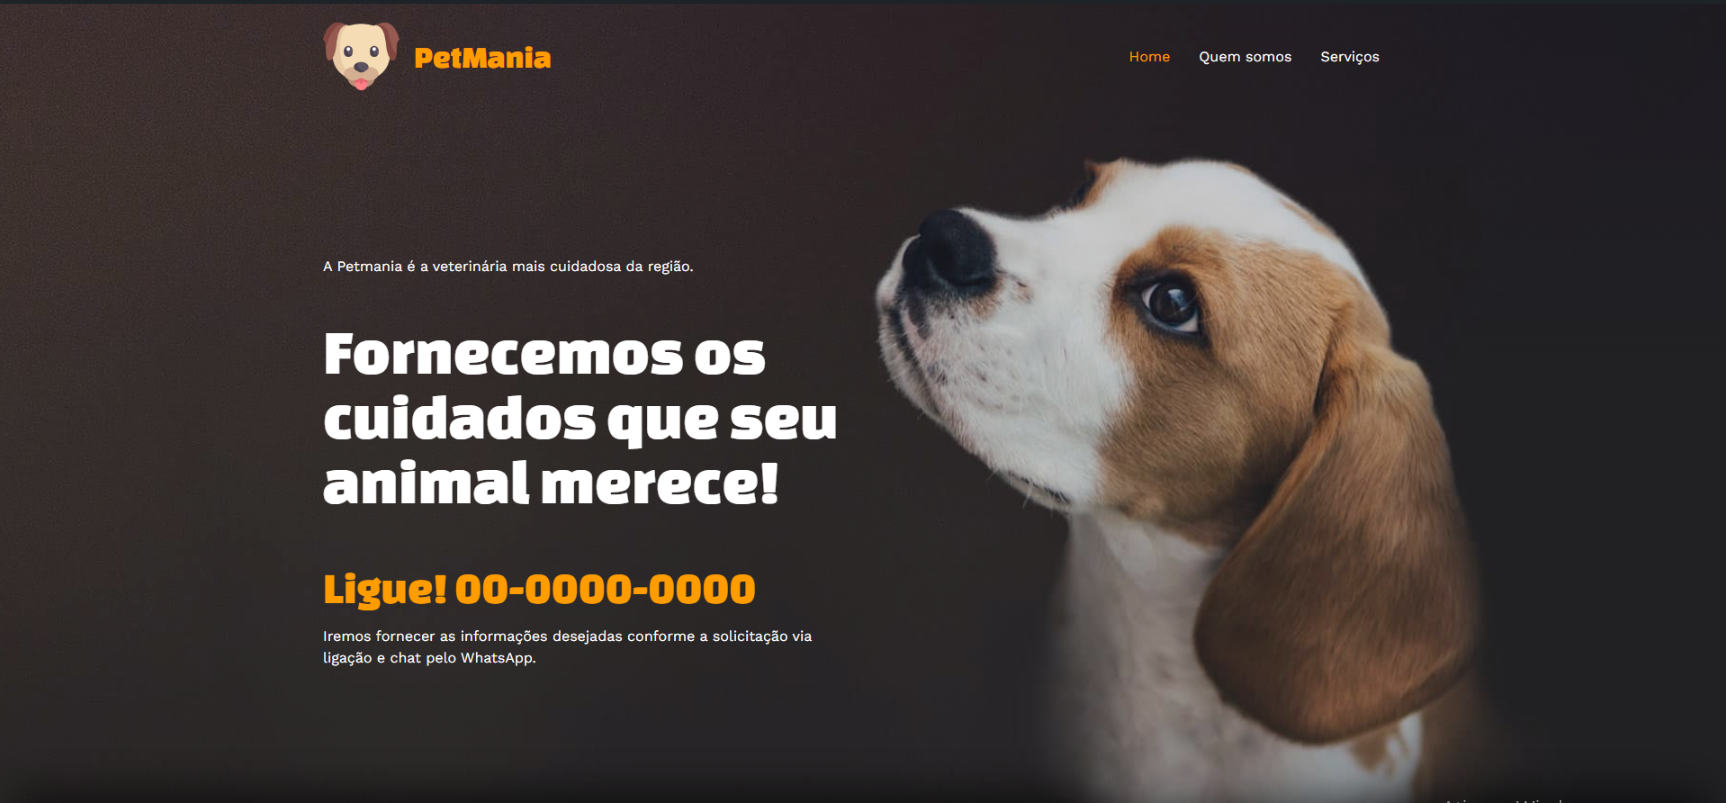 PetMania
Home
Quem somos
Serviços
A Petmania é a veterinária mais cuidadosa da região.
Fornecemos os
cuidados que seu
animal merece!
Ligue! 00-0000-0000
Iremos fornecer as informações desejadas conforme a solicitação via
ligação e chat pelo WhatsApp.